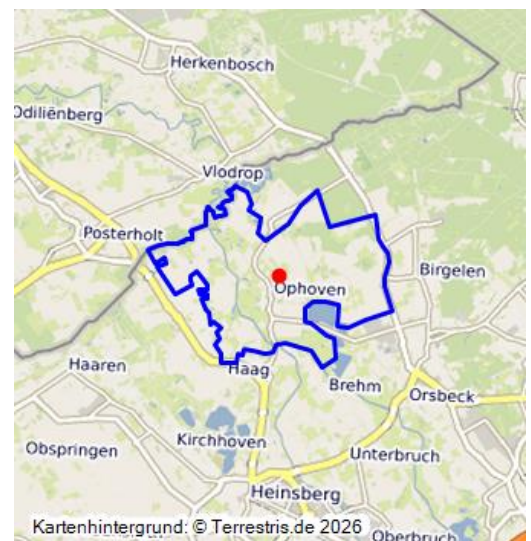 Herkenbosch
Odiliënberg
Vlodrop
Posterholt
Birgelen
Ophoven
Haaren
Haag
Brehm
Orsbeck
Kirchhoven
Obspringen
Unterbruch
Heinsberg
Kartenhintergrund: © Terrestris.de 2026
Oberbruch